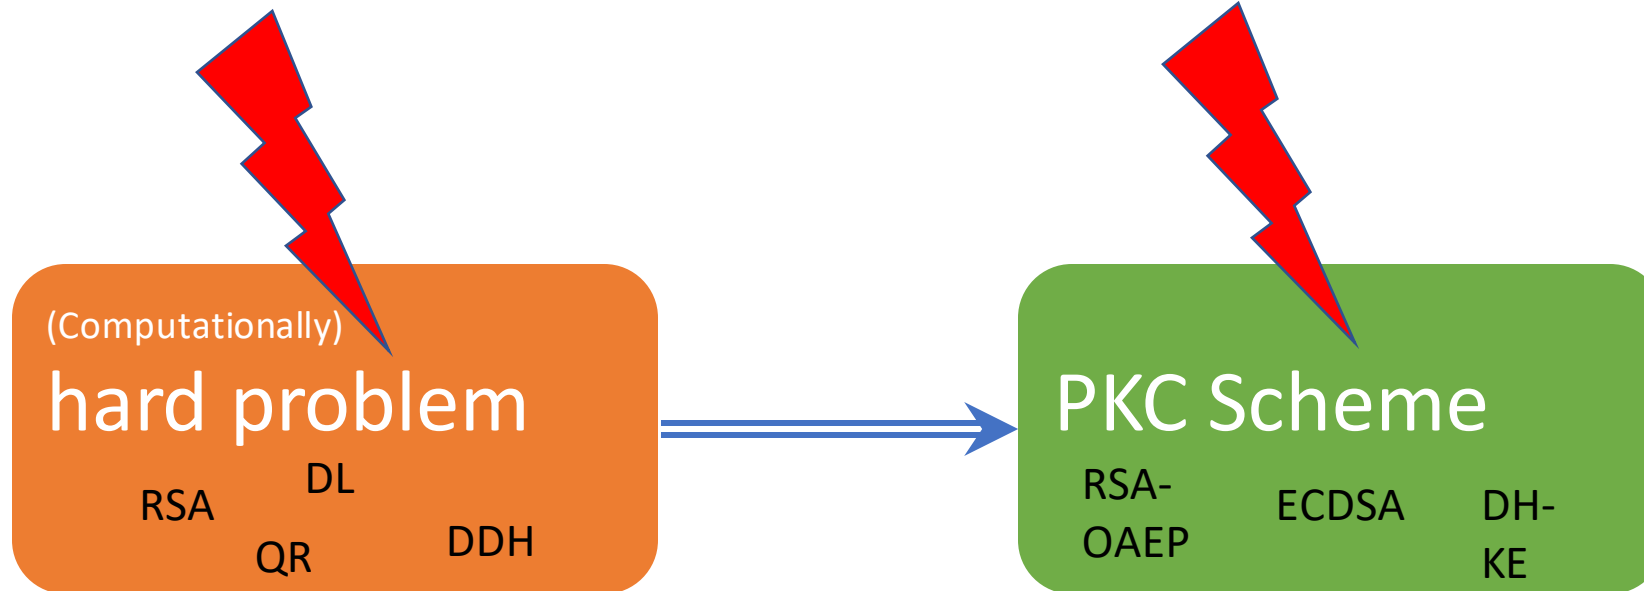 (Computationally)
hard problem
DL
RSA
DDH
QR
PKC Scheme
RSA-
OAEP
ECDSA
DH-
KE